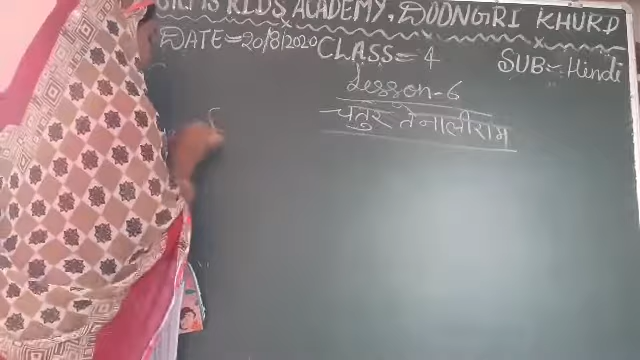 KIDS ACADEMY, DOONGRI KHURD
DATE=20/8/2020 CLASS= 4 SUB:- Hindi
Lesson-6
चतुर तेनालीराम